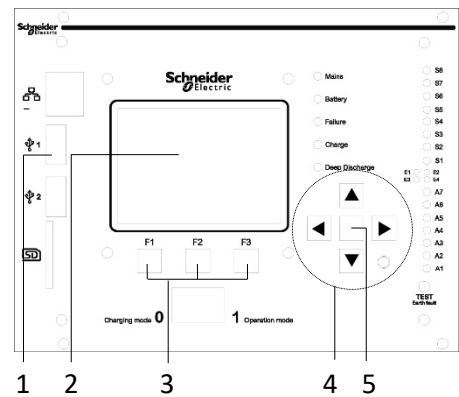 Schneider
Electric
Schneider
Electric
Mains
Battery
Failure
Charge
Deep Discharge
S8
S7
S6
S5
S4
S3
S2
S1
E1 E2
E3 E4
A7
A6
A5
A4
A3
A2
A1
1
2
SD
F1 F2 F3
Charging mode 0 1 Operation mode
TEST
Earth fault
1 2 3 4 5